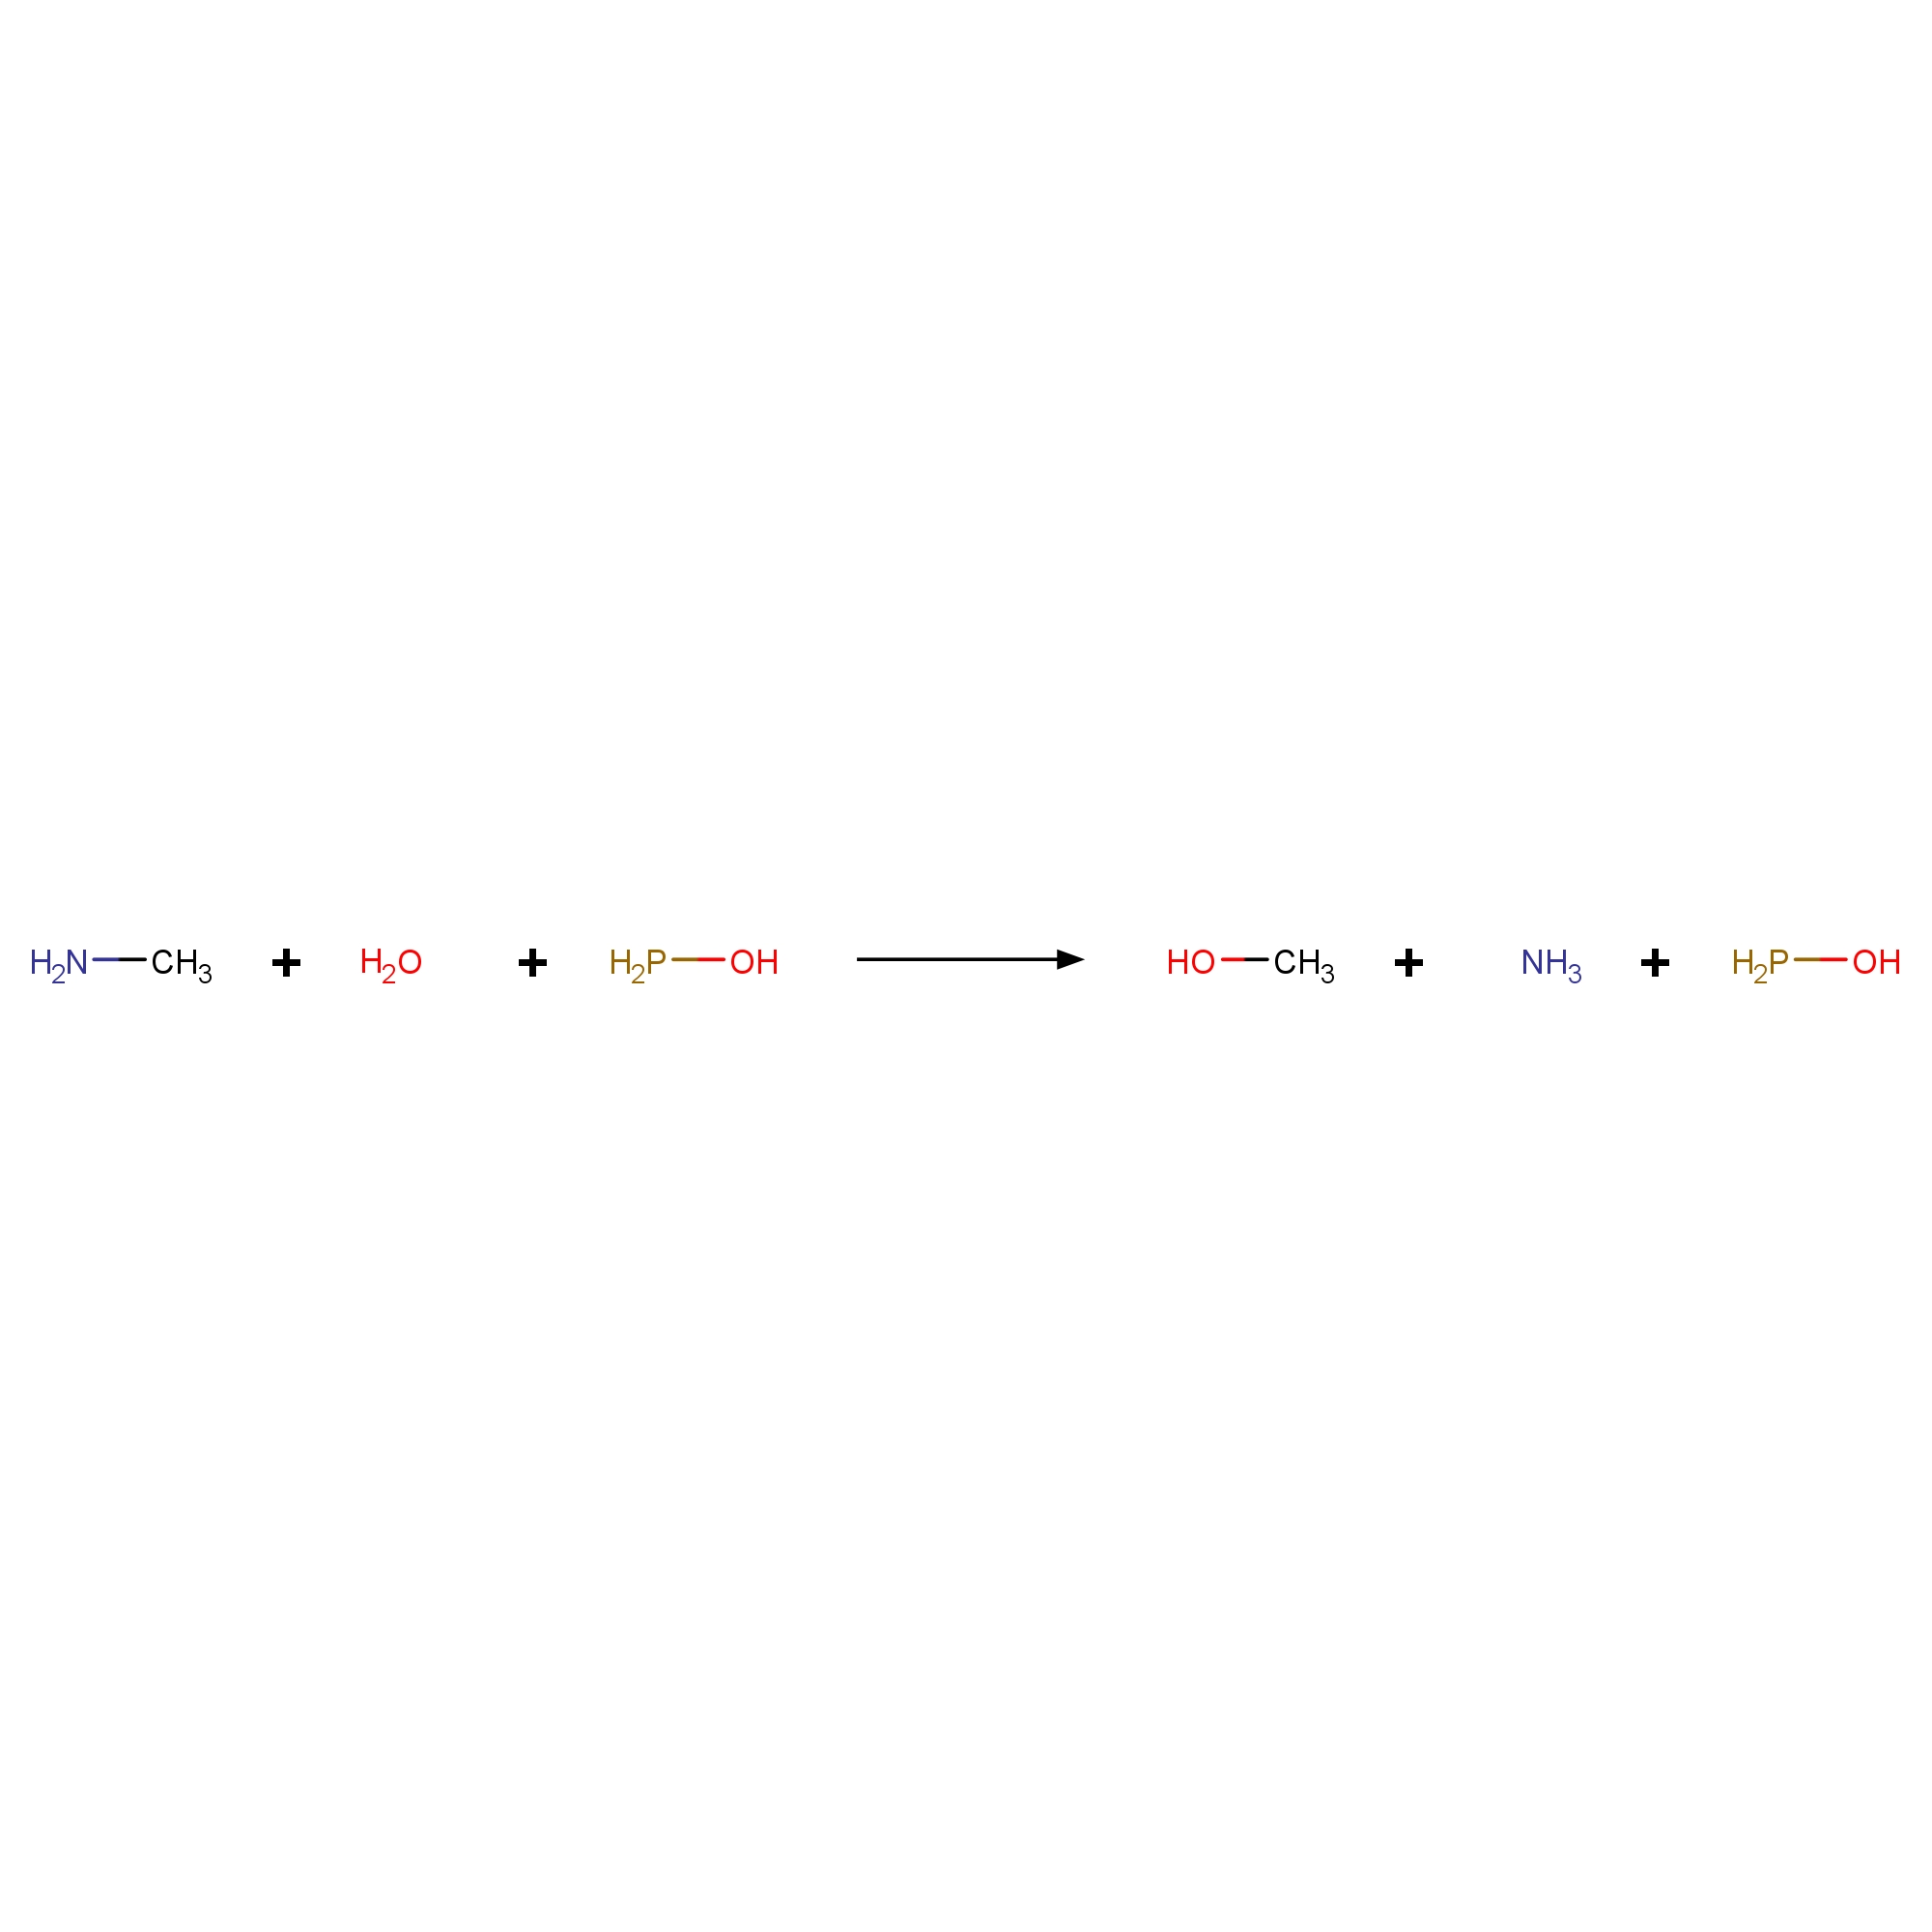 H2N—CH3 + H2O + H2P—OH → HO—CH3 + NH3 + H2P—OH